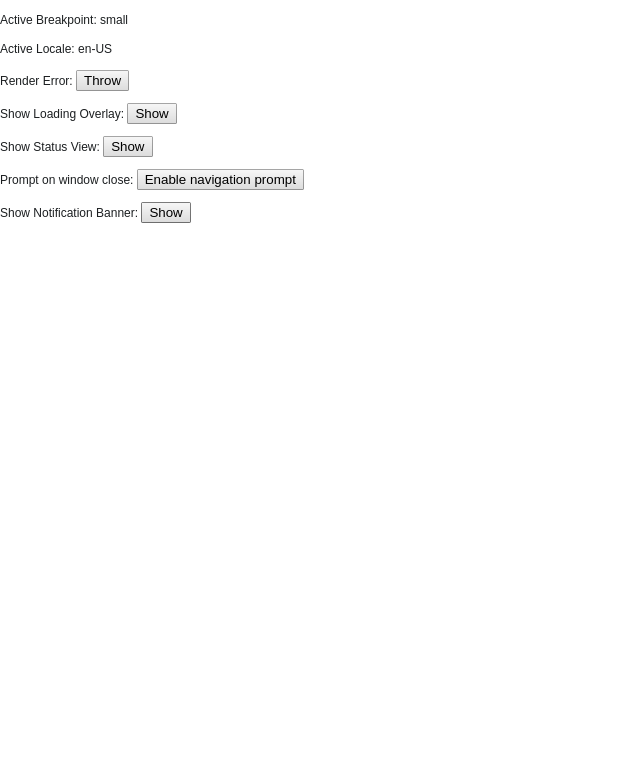 Active Breakpoint: small
Active Locale: en-US
Render Error: Throw
Show Loading Overlay: Show
Show Status View: Show
Prompt on window close: Enable navigation prompt
Show Notification Banner: Show